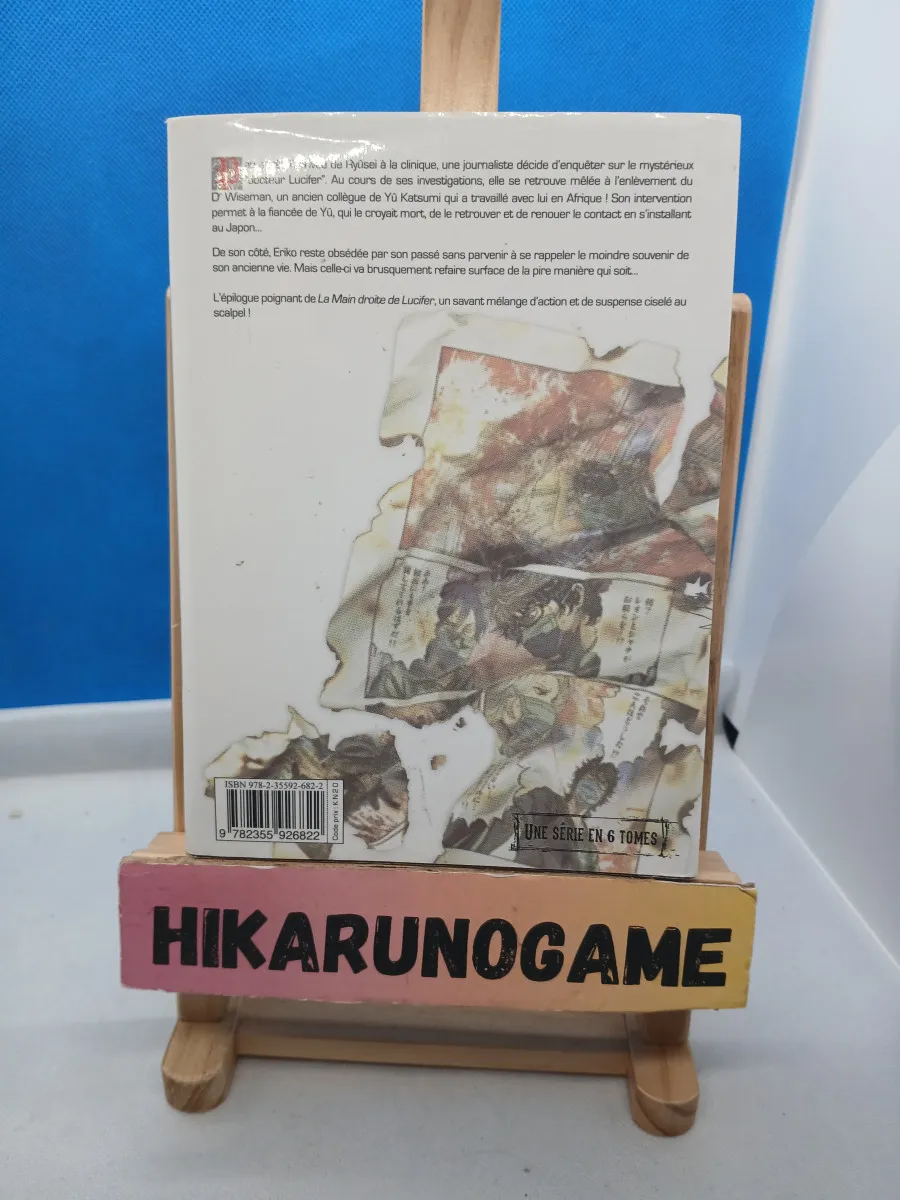 de Ryûsei à la clinique, une journaliste décide d'enquêter sur le mystérieux
"docteur Lucifer". Au cours de ses investigations, elle se retrouve mêlée à l'enlèvement du
Dr Wiseman, un ancien collègue de Yû Katsumi qui a travaillé avec lui en Afrique ! Son intervention
permet à la fiancée de Yû, qui le croyait mort, de le retrouver et de renouer le contact en s'installant
au Japon...
De son côté, Eriko reste obsédée par son passé sans parvenir à se rappeler le moindre souvenir de
son ancienne vie. Mais celle-ci va brusquement refaire surface de la pire manière qui soit...
L'épilogue poignant de La Main droite de Lucifer, un savant mélange d'action et de suspense ciselé au
scalpel !
ISBN 978-2-35592-682-2
9 782355 926822
Code prix : KN20
UNE SÉRIE EN 6 TOMES
HIKARUNOGAME